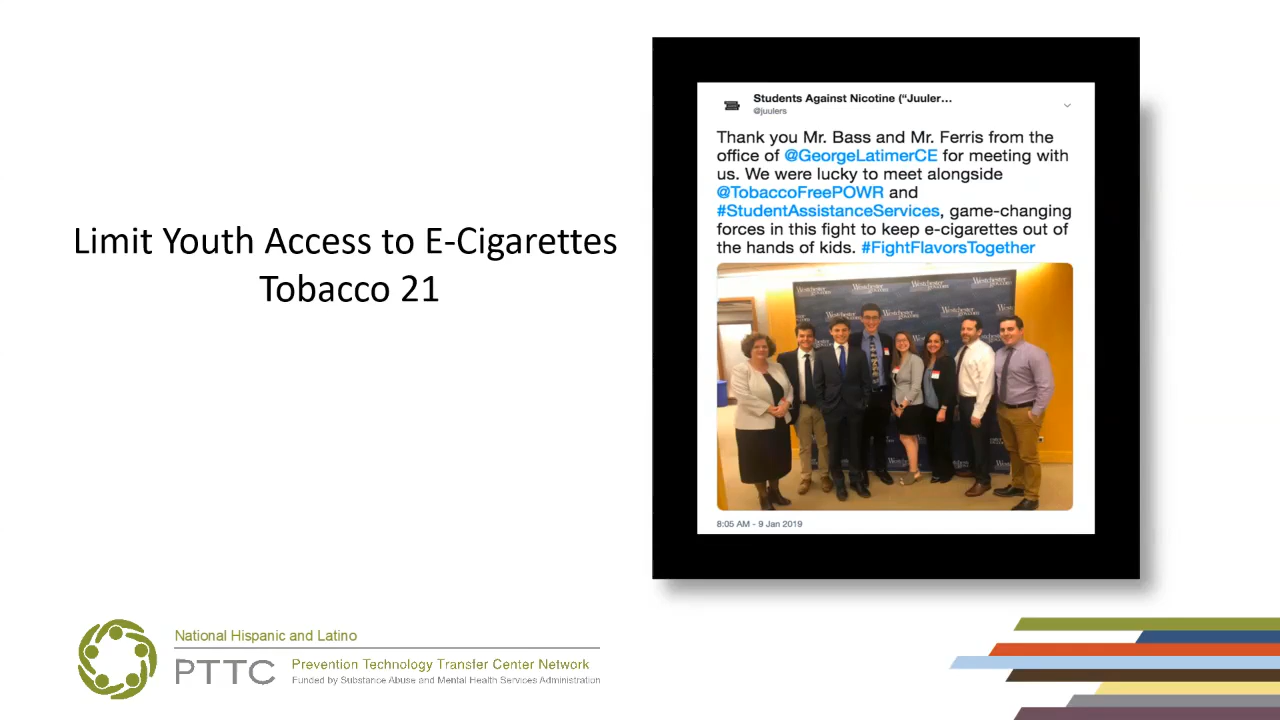 Limit Youth Access to E-Cigarettes
Tobacco 21
Students Against Nicotine (“Juuler…
@juulers
Thank you Mr. Bass and Mr. Ferris from the
office of @GeorgeLatimerCE for meeting with
us. We were lucky to meet alongside
@TobaccoFreePOWR and
#StudentAssistanceServices, game-changing
forces in this fight to keep e-cigarettes out of
the hands of kids. #FightFlavorsTogether
Westchester
8:05 AM - 9 Jan 2019
National Hispanic and Latino
PTTC
Prevention Technology Transfer Center Network
Funded by Substance Abuse and Mental Health Services Administration